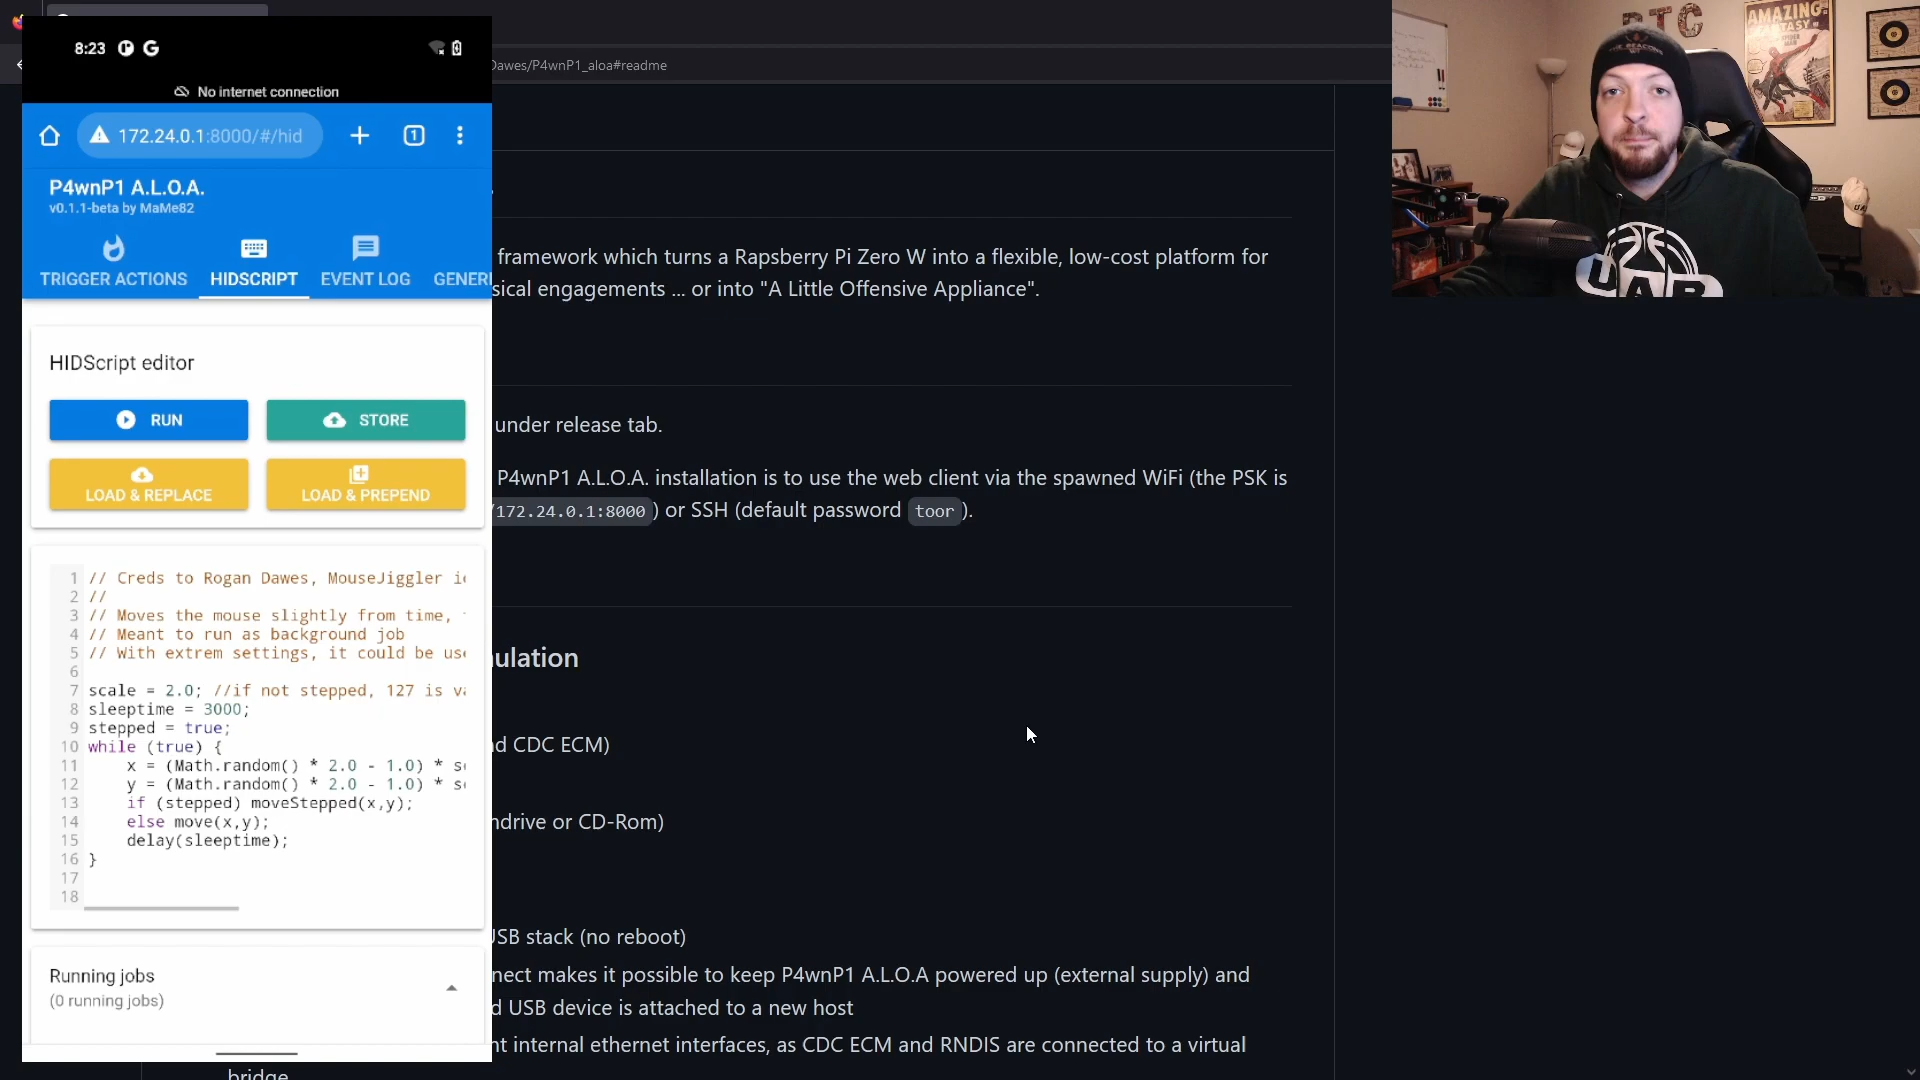 8:23
No internet connection
172.24.0.1:8000/#/hid
1
P4wnP1 A.L.O.A.
v0.1.1-beta by MaMe82
TRIGGER ACTIONS
HIDSCRIPT
EVENT LOG
GENERI
HIDScript editor
RUN
STORE
LOAD & REPLACE
LOAD & PREPEND
1 // Creds to Rogan Dawes, MouseJiggler
2 //
3 // Moves the mouse slightly from time,
4 // Meant to run as background job
5 // With extrem settings, it could be
6
7 scale = 2.0; //if not stepped, 127 is
8 sleeptime = 3000;
9 stepped = true;
10 while (true) {
11 x = (Math.random() * 2.0 - 1.0) *
12 y = (Math.random() * 2.0 - 1.0) *
13 if (stepped) moveStepped(x,y);
14 else move(x,y);
15 delay(sleeptime);
16 }
17
18
Running jobs
(0 running jobs)
Dawes/P4wnP1_aloa#readme
framework which turns a Rapsberry Pi Zero W into a flexible, low-cost platform for
sical engagements ... or into "A Little Offensive Appliance".
under release tab.
P4wnP1 A.L.O.A. installation is to use the web client via the spawned WiFi (the PSK is
/172.24.0.1:8000 ) or SSH (default password toor ).
ulation
nd CDC ECM)
hdrive or CD-Rom)
USB stack (no reboot)
nect makes it possible to keep P4wnP1 A.L.O.A powered up (external supply) and
d USB device is attached to a new host
nt internal ethernet interfaces, as CDC ECM and RNDIS are connected to a virtual
bridge
BTC
AMAZING
FANTASY
UAB